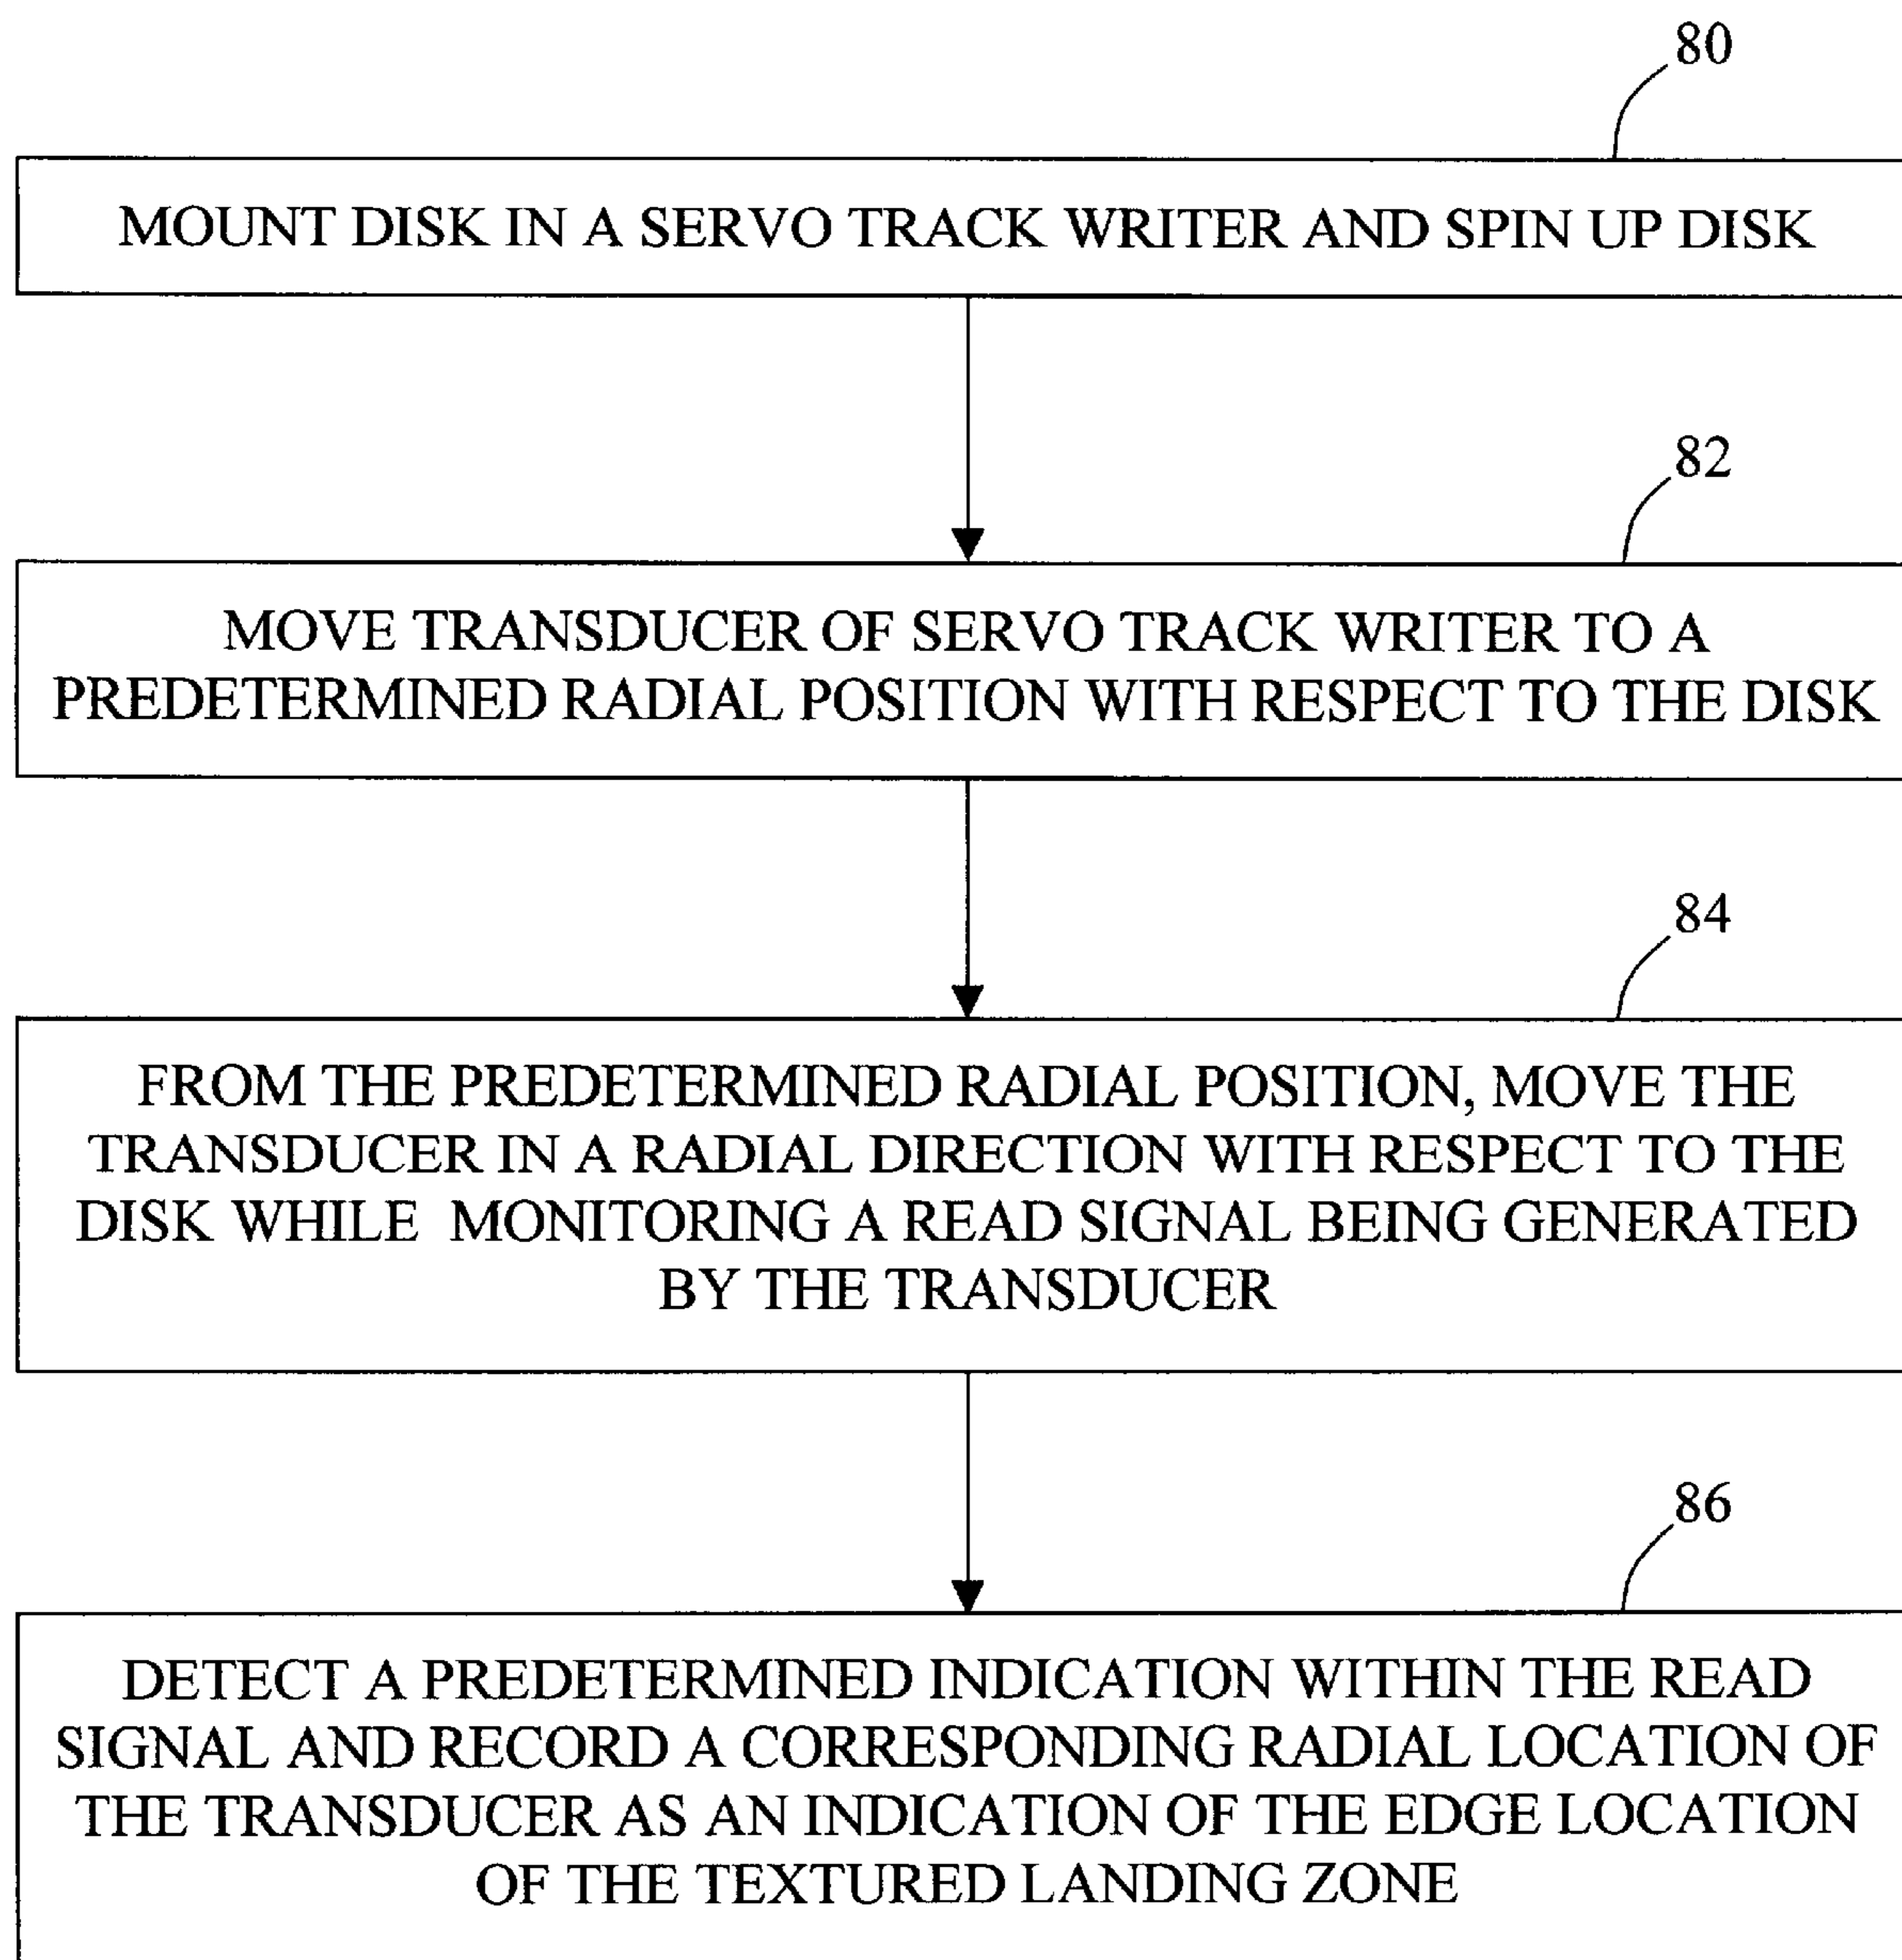 80
MOUNT DISK IN A SERVO TRACK WRITER AND SPIN UP DISK
82
MOVE TRANSDUCER OF SERVO TRACK WRITER TO A
PREDETERMINED RADIAL POSITION WITH RESPECT TO THE DISK
84
FROM THE PREDETERMINED RADIAL POSITION, MOVE THE
TRANSDUCER IN A RADIAL DIRECTION WITH RESPECT TO THE
DISK WHILE MONITORING A READ SIGNAL BEING GENERATED
BY THE TRANSDUCER
86
DETECT A PREDETERMINED INDICATION WITHIN THE READ
SIGNAL AND RECORD A CORRESPONDING RADIAL LOCATION OF
THE TRANSDUCER AS AN INDICATION OF THE EDGE LOCATION
OF THE TEXTURED LANDING ZONE